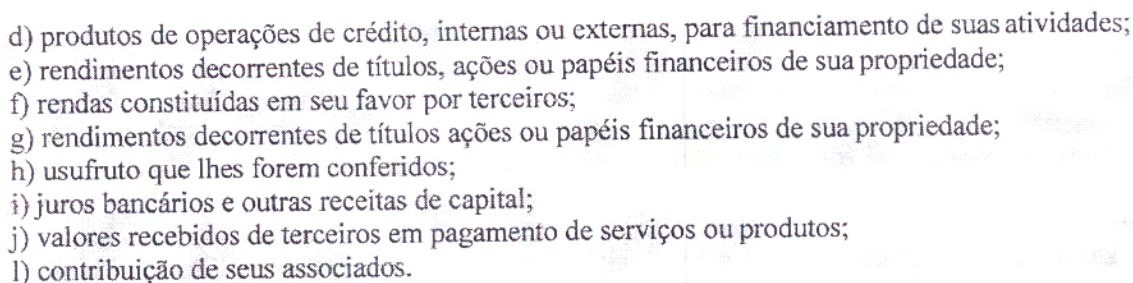 d) produtos de operações de crédito, internas ou externas, para financiamento de suas atividades;
e) rendimentos decorrentes de títulos, ações ou papéis financeiros de sua propriedade;
f) rendas constituídas em seu favor por terceiros;
g) rendimentos decorrentes de títulos ações ou papéis financeiros de sua propriedade;
h) usufruto que lhes forem conferidos;
i) juros bancários e outras receitas de capital;
j) valores recebidos de terceiros em pagamento de serviços ou produtos;
l) contribuição de seus associados.